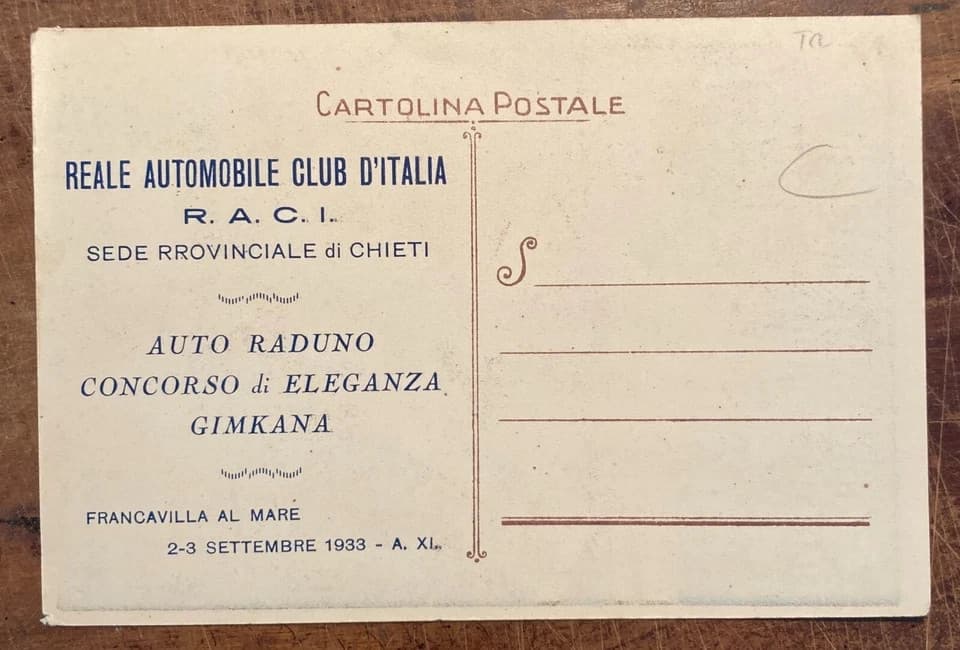 CARTOLINA POSTALE
REALE AUTOMOBILE CLUB D'ITALIA
R. A. C. I.
SEDE RROVINCIALE di CHIETI
AUTO RADUNO
CONCORSO di ELEGANZA
GIMKANA
FRANCAVILLA AL MARE
2-3 SETTEMBRE 1933 - A. XI.
S